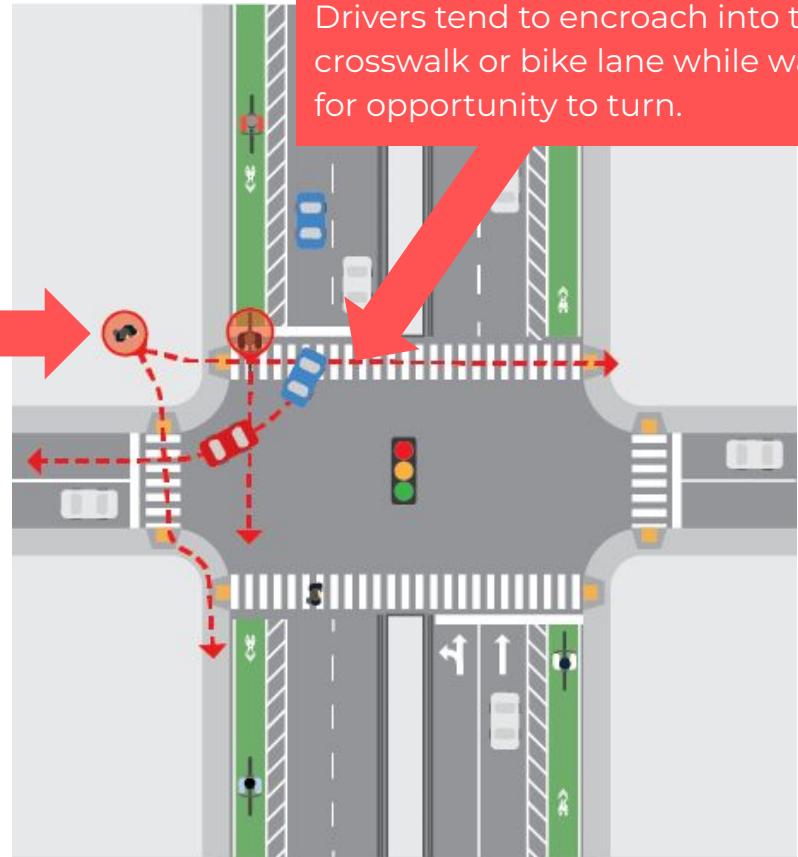 Drivers tend to encroach into
crosswalk or bike lane while
for opportunity to turn.